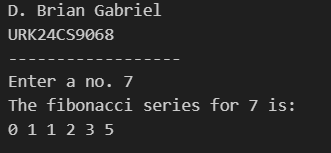 D. Brian Gabriel
URK24CS9068
------------------
Enter a no. 7
The fibonacci series for 7 is:
0 1 1 2 3 5